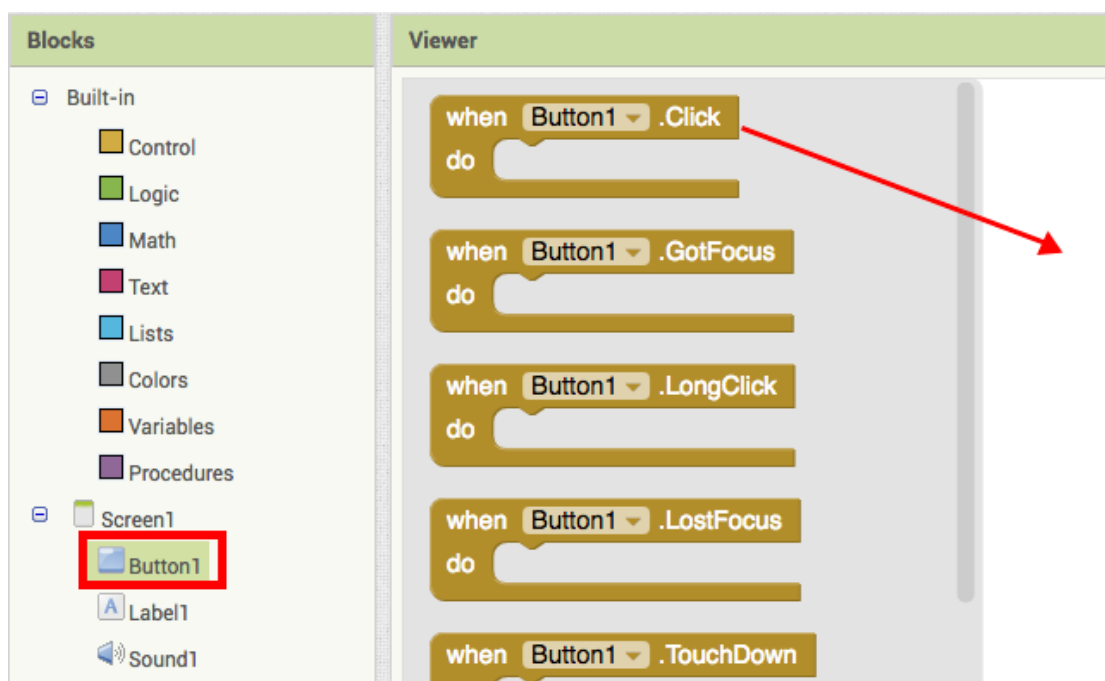 Blocks
Built-in
Control
Logic
Math
Text
Lists
Colors
Variables
Procedures
Screen1
Button1
Label1
Sound1
Viewer
when Button1 .Click
do
when Button1 .GotFocus
do
when Button1 .LongClick
do
when Button1 .LostFocus
do
when Button1 .TouchDown